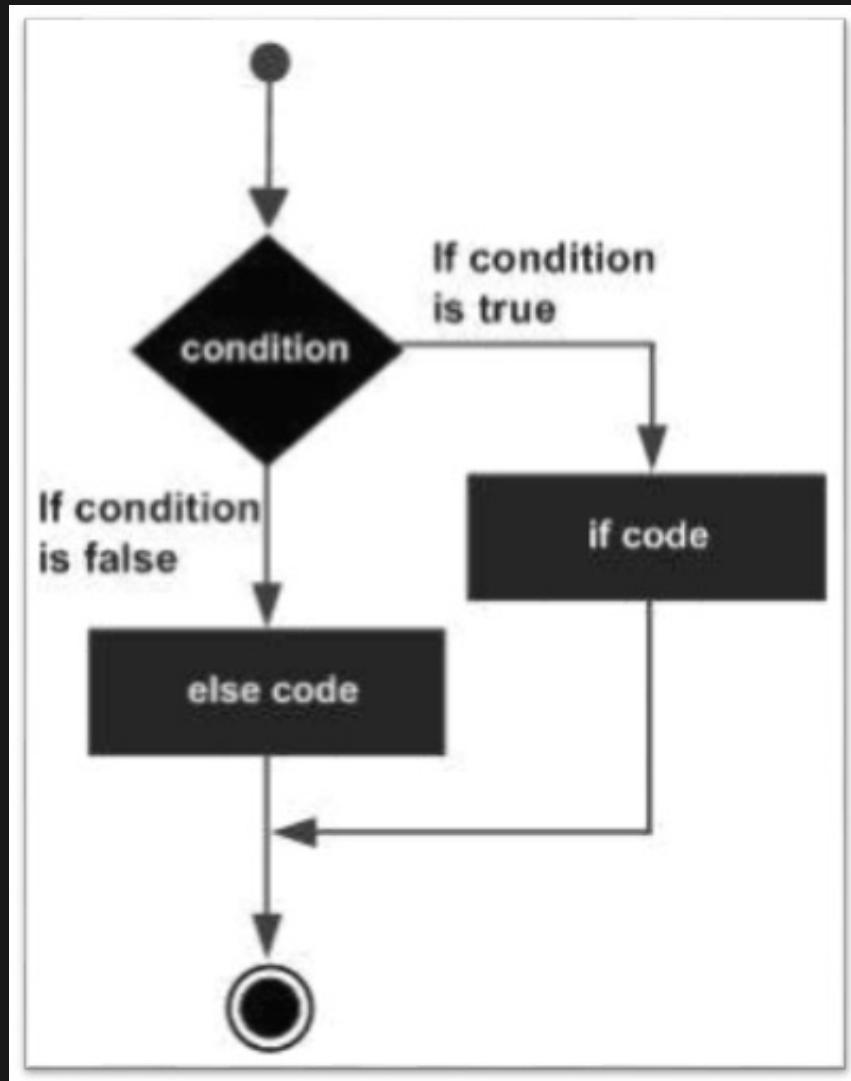 condition
If condition
is true
If condition
is false
if code
else code